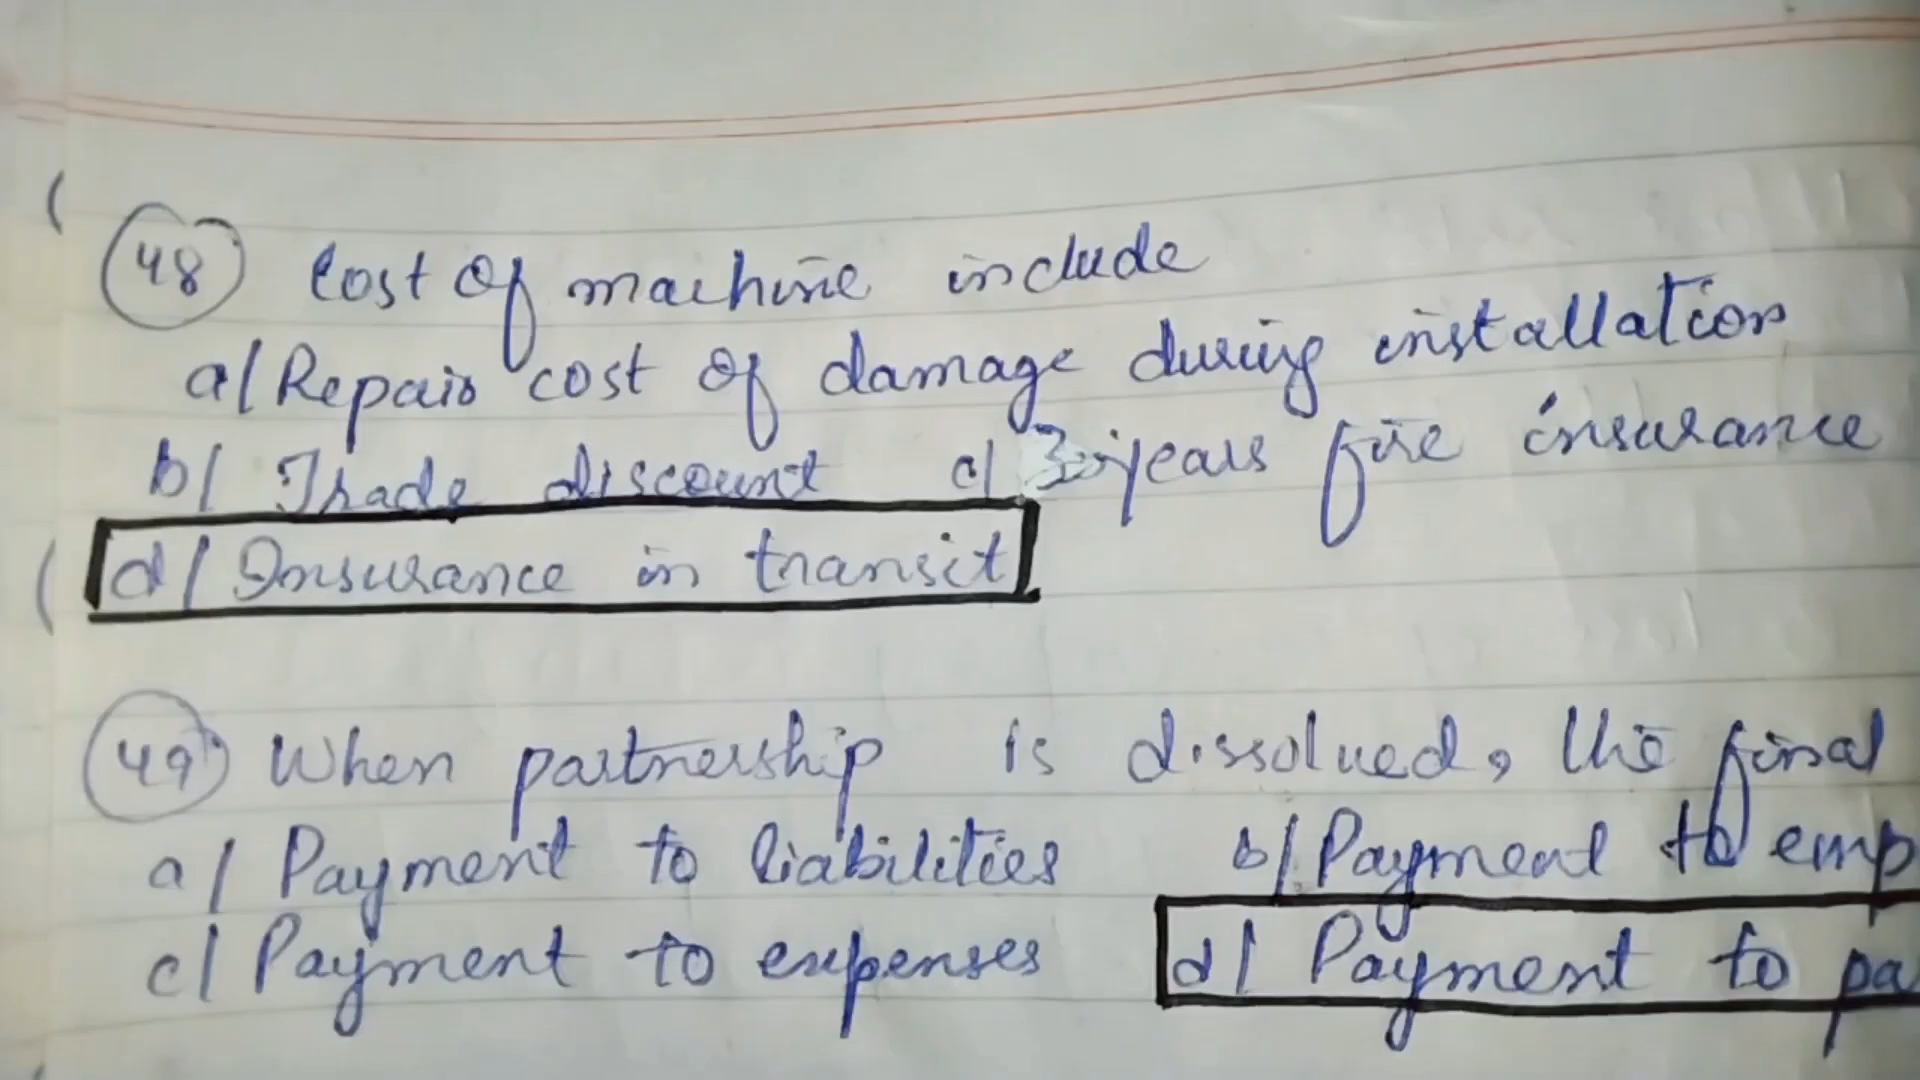 48 Cost of machine include
a/ Repair cost of damage during installation
b/ Trade discount c/ 3 years fire insurance
d/ Insurance in transit
49 When partnership is dissolved, the final
a/ Payment to liabilities b/ Payment to emp
c/ Payment to expenses d/ Payment to pa